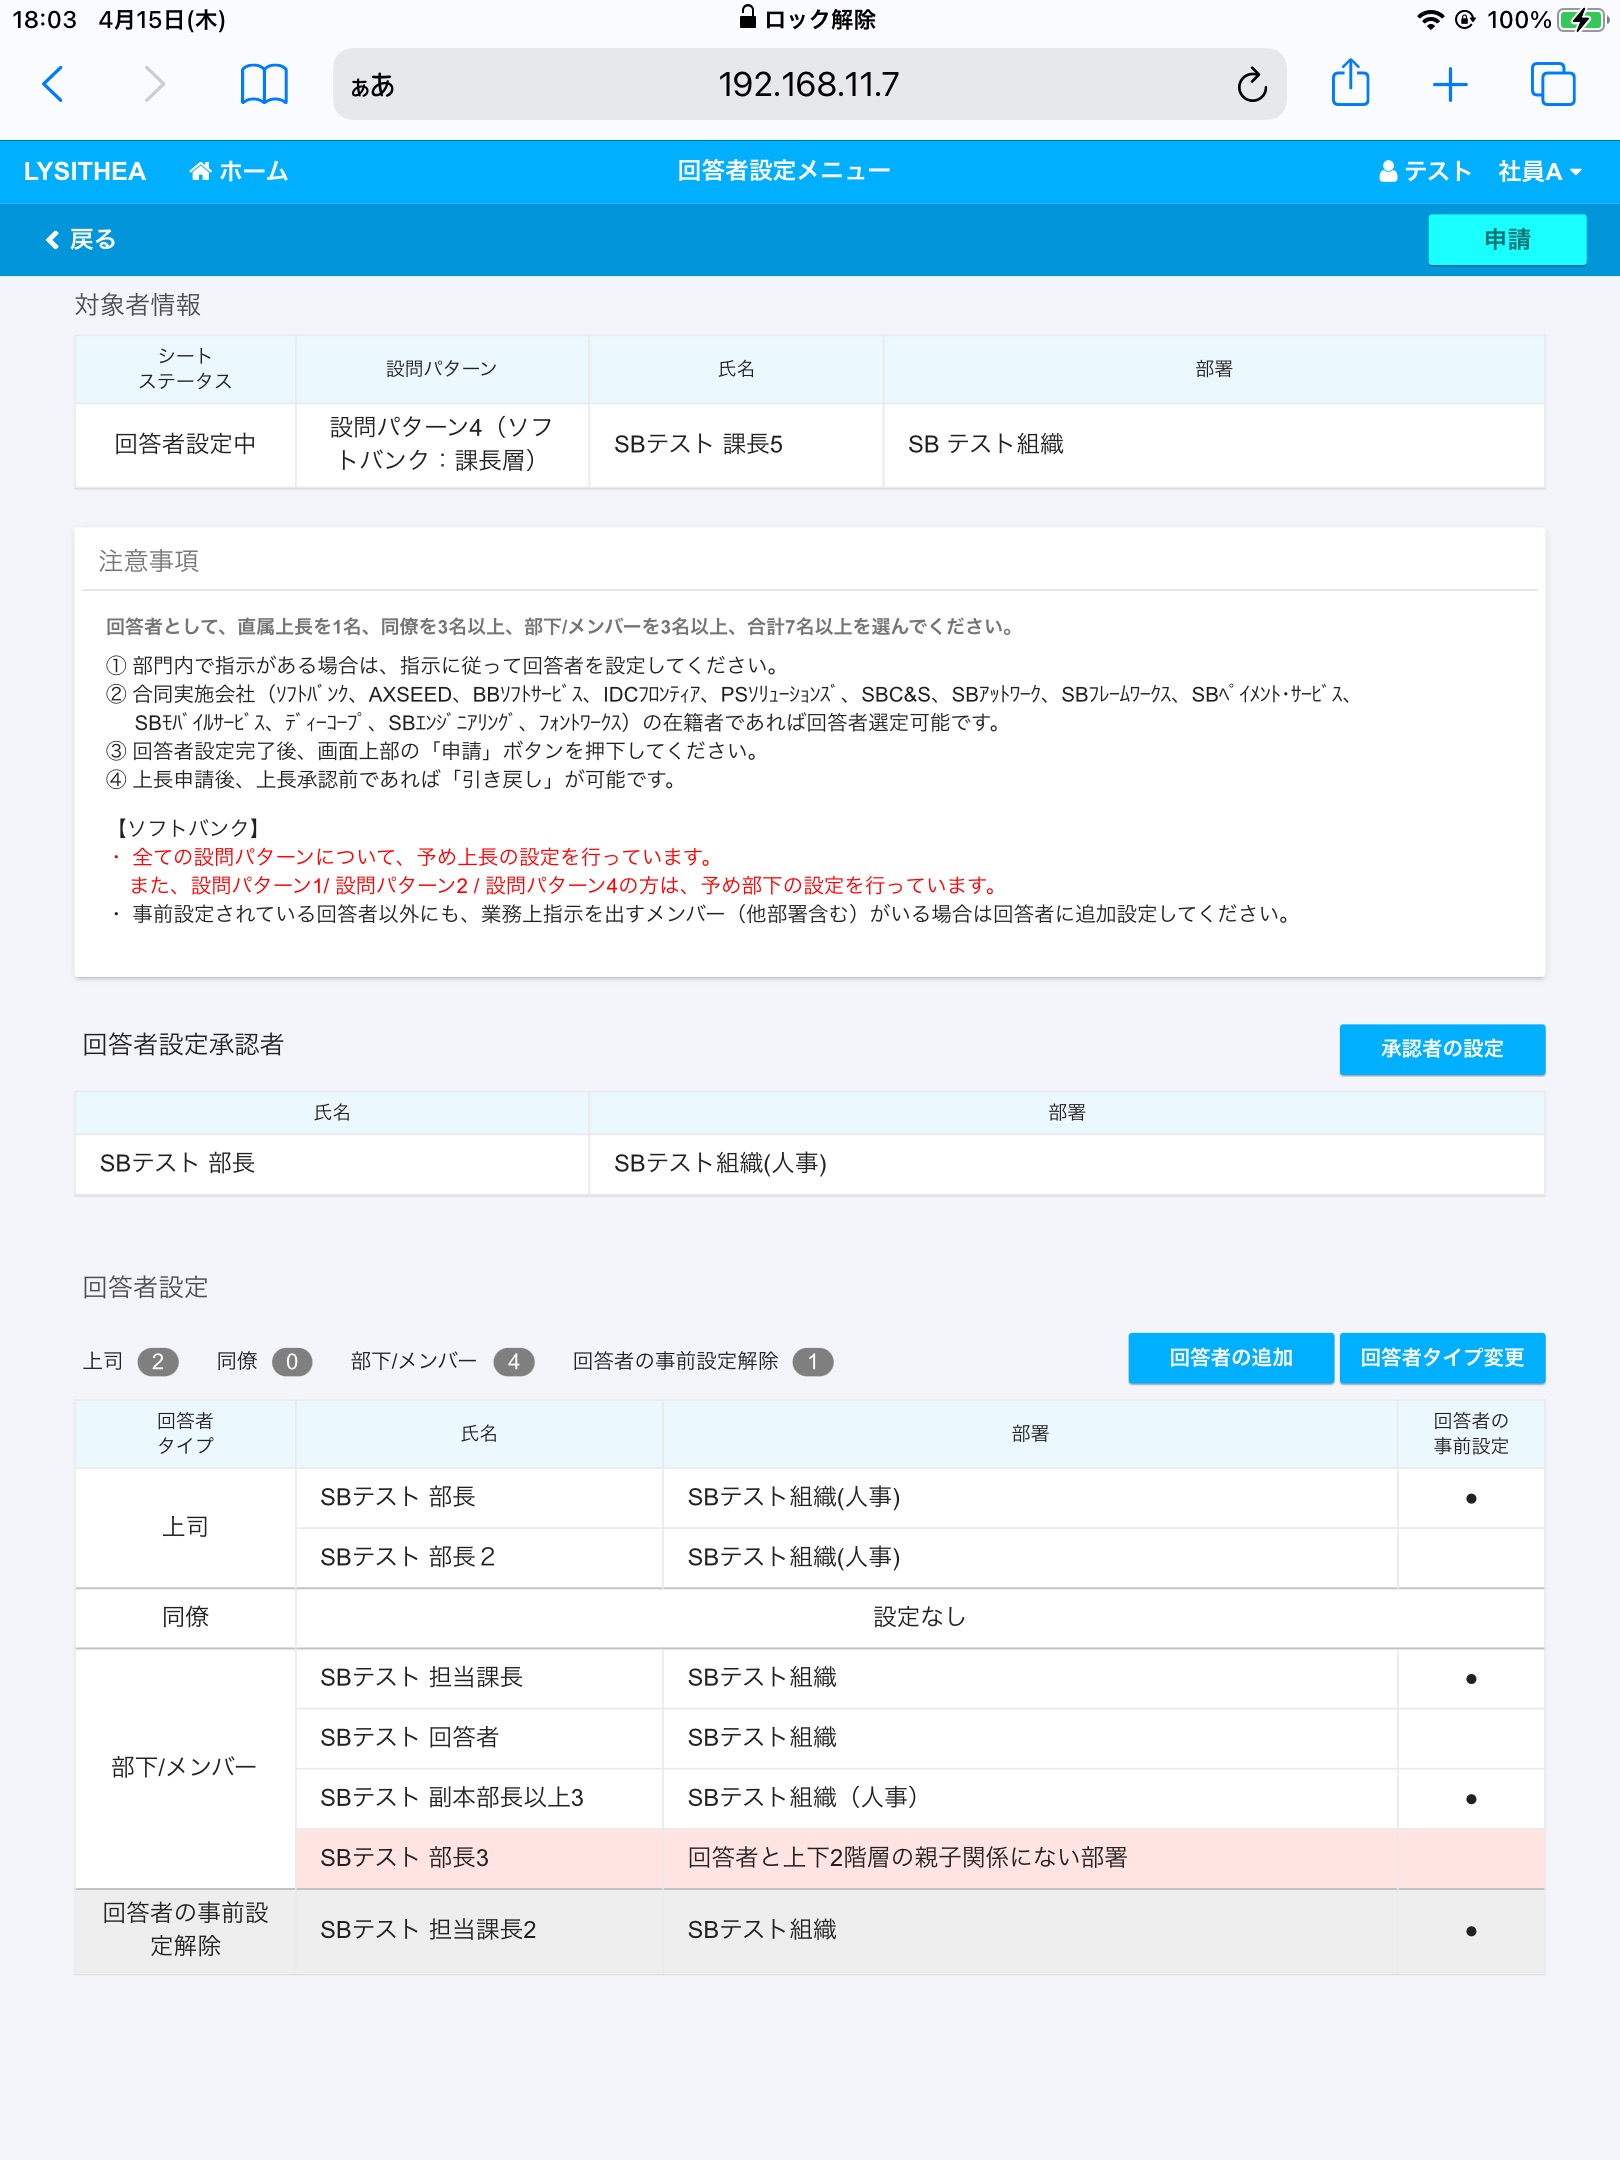 18:03 4月15日(木) ロック解除 100%
ぁあ 192.168.11.7
LYSITHEA ホーム 回答者設定メニュー テスト 社員A
戻る 申請
対象者情報
シート
ステータス 設問パターン 氏名 部署
回答者設定中 設問パターン4（ソフ
トバンク：課長層） SBテスト 課長5 SB テスト組織
注意事項
回答者として、直属上長を1名、同僚を3名以上、部下/メンバーを3名以上、合計7名以上を選んでください。
① 部門内で指示がある場合は、指示に従って回答者を設定してください。
② 合同実施会社（ｿﾌﾄﾊﾞﾝｸ、AXSEED、BBｿﾌﾄｻｰﾋﾞｽ、IDCﾌﾛﾝﾃｨｱ、PSｿﾘｭｰｼｮﾝｽﾞ、SBC&S、SBｱｯﾄﾜｰｸ、SBﾌﾚｰﾑﾜｰｸｽ、SBﾍﾟｲﾒﾝﾄ･ｻｰﾋﾞｽ、
SBﾓﾊﾞｲﾙｻｰﾋﾞｽ、ﾃﾞｨｰｺｰﾌﾟ、SBｴﾝｼﾞﾆｱﾘﾝｸﾞ、ﾌｫﾝﾄﾜｰｸｽ）の在籍者であれば回答者選定可能です。
③ 回答者設定完了後、画面上部の「申請」ボタンを押下してください。
④ 上長申請後、上長承認前であれば「引き戻し」が可能です。
【ソフトバンク】
・ 全ての設問パターンについて、予め上長の設定を行っています。
また、設問パターン1/ 設問パターン2 / 設問パターン4の方は、予め部下の設定を行っています。
・ 事前設定されている回答者以外にも、業務上指示を出すメンバー（他部署含む）がいる場合は回答者に追加設定してください。
回答者設定承認者 承認者の設定
氏名 部署
SBテスト 部長 SBテスト組織(人事)
回答者設定
上司 2 同僚 0 部下/メンバー 4 回答者の事前設定解除 1 回答者の追加 回答者タイプ変更
回答者
タイプ 氏名 部署 回答者の
事前設定
上司 SBテスト 部長 SBテスト組織(人事) ●
SBテスト 部長２ SBテスト組織(人事)
同僚 設定なし
部下/メンバー SBテスト 担当課長 SBテスト組織 ●
SBテスト 回答者 SBテスト組織
SBテスト 副本部長以上3 SBテスト組織（人事） ●
SBテスト 部長3 回答者と上下2階層の親子関係にない部署
回答者の事前設
定解除 SBテスト 担当課長2 SBテスト組織 ●